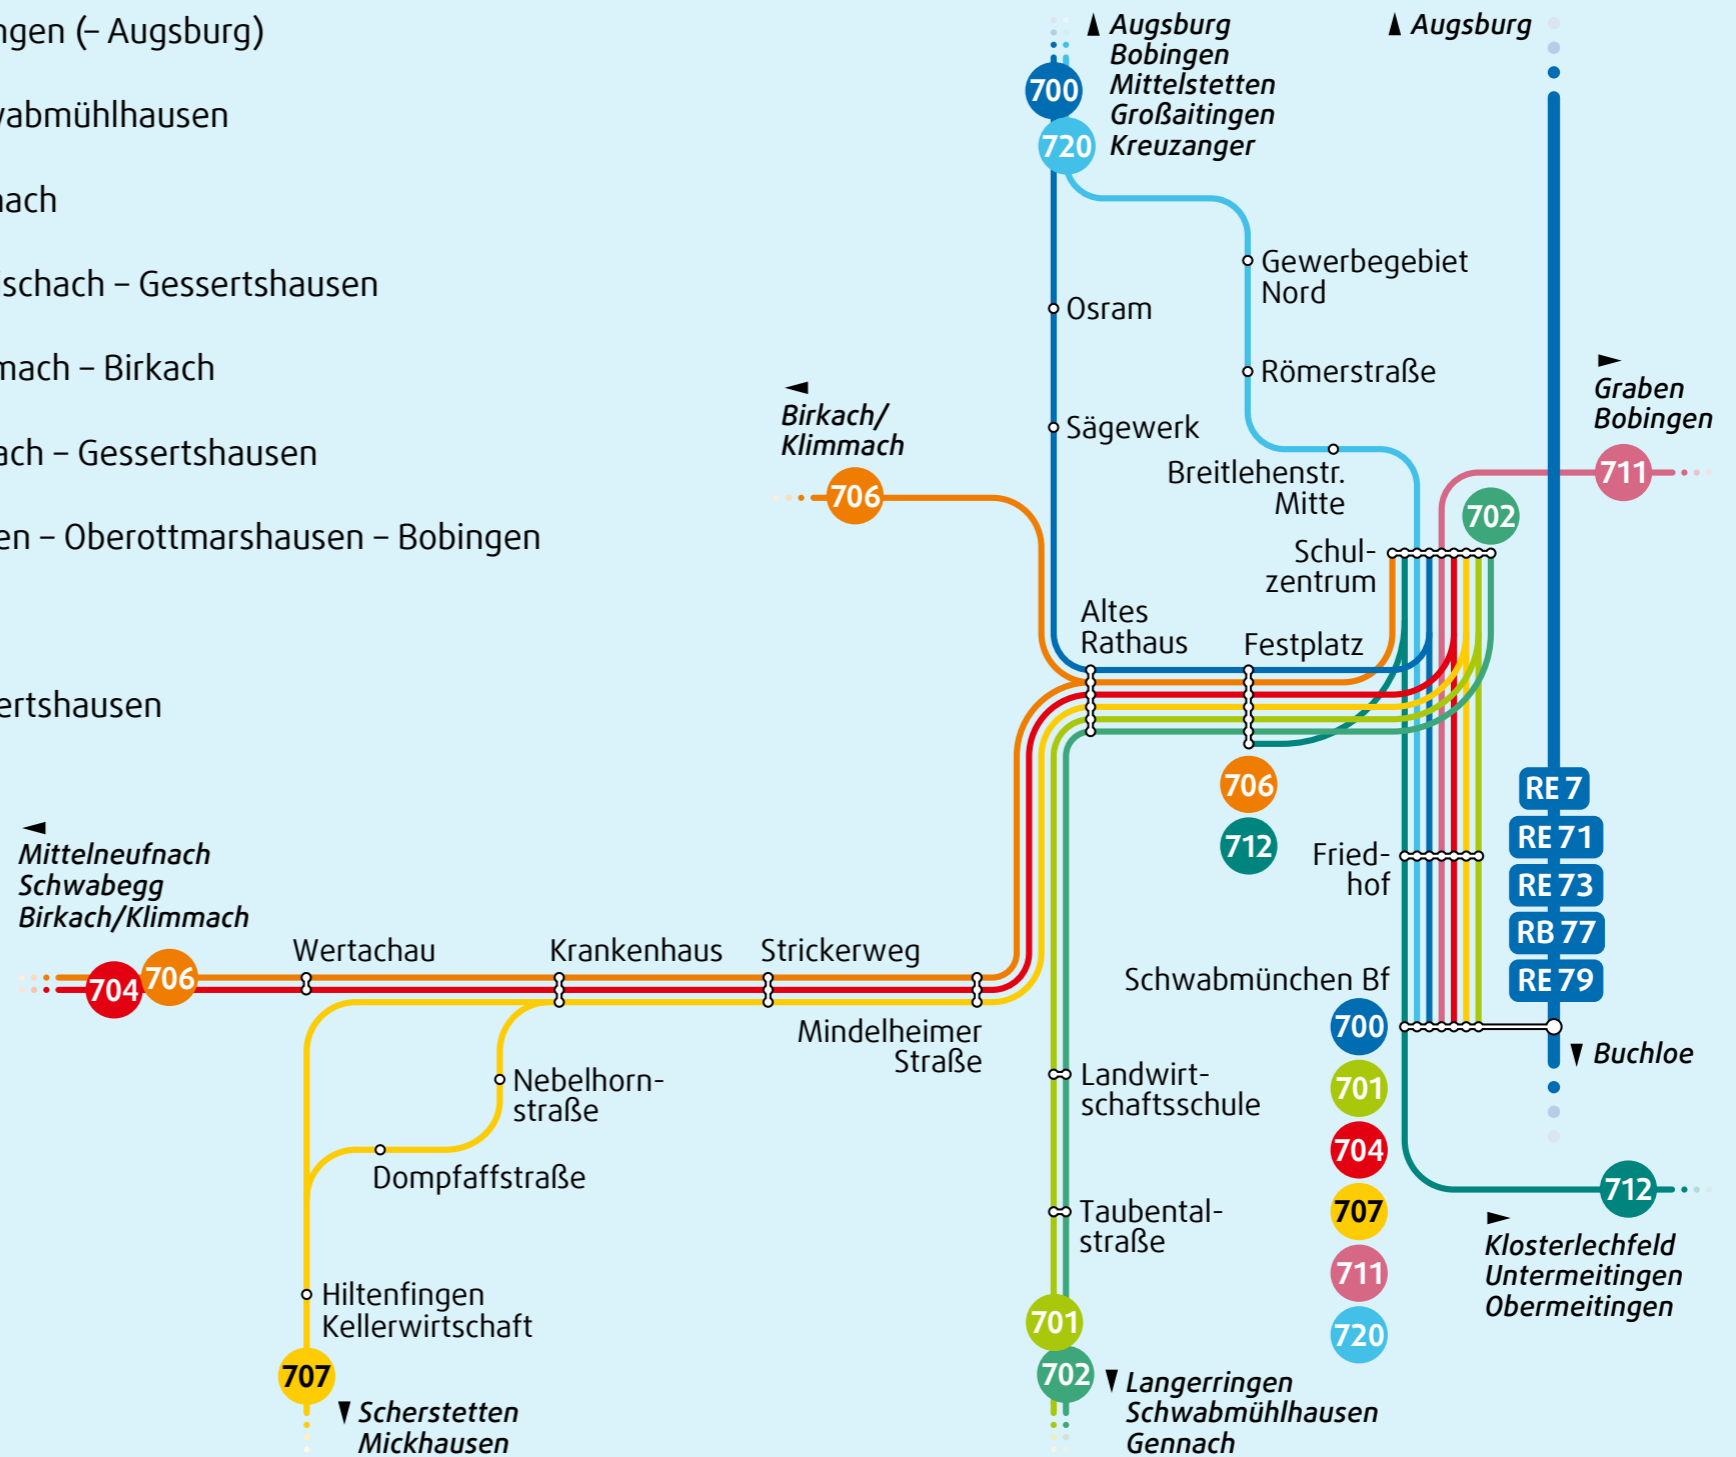 ngen (– Augsburg)
wabmühlhausen
nach
ischach – Gessertshausen
mach – Birkach
ach – Gessertshausen
en – Oberottmarshausen – Bobingen
ertshausen
Augsburg
Bobingen
Mittelstetten
Großaitingen
Kreuzanger
700
720
Augsburg
Gewerbegebiet
Nord
Osram
Römerstraße
Sägewerk
Birkach/
Klimmach
706
Graben
Bobingen
711
Breitlehenstr.
Mitte
702
Schul-
zentrum
Altes
Rathaus
Festplatz
706
712
RE 7
RE 71
RE 73
RB 77
RE 79
Fried-
hof
Mittelneufnach
Schwabegg
Birkach/Klimmach
704
706
Wertachau
Krankenhaus
Strickerweg
Mindelheimer
Straße
Schwabmünchen Bf
700
701
704
707
711
720
Buchloe
Nebelhorn-
straße
Dompfaffstraße
Landwirt-
schaftsschule
Taubental-
straße
712
Klosterlechfeld
Untermeitingen
Obermeitingen
Hiltenfingen
Kellerwirtschaft
707
Scherstetten
Mickhausen
701
702
Langerringen
Schwabmühlhausen
Gennach